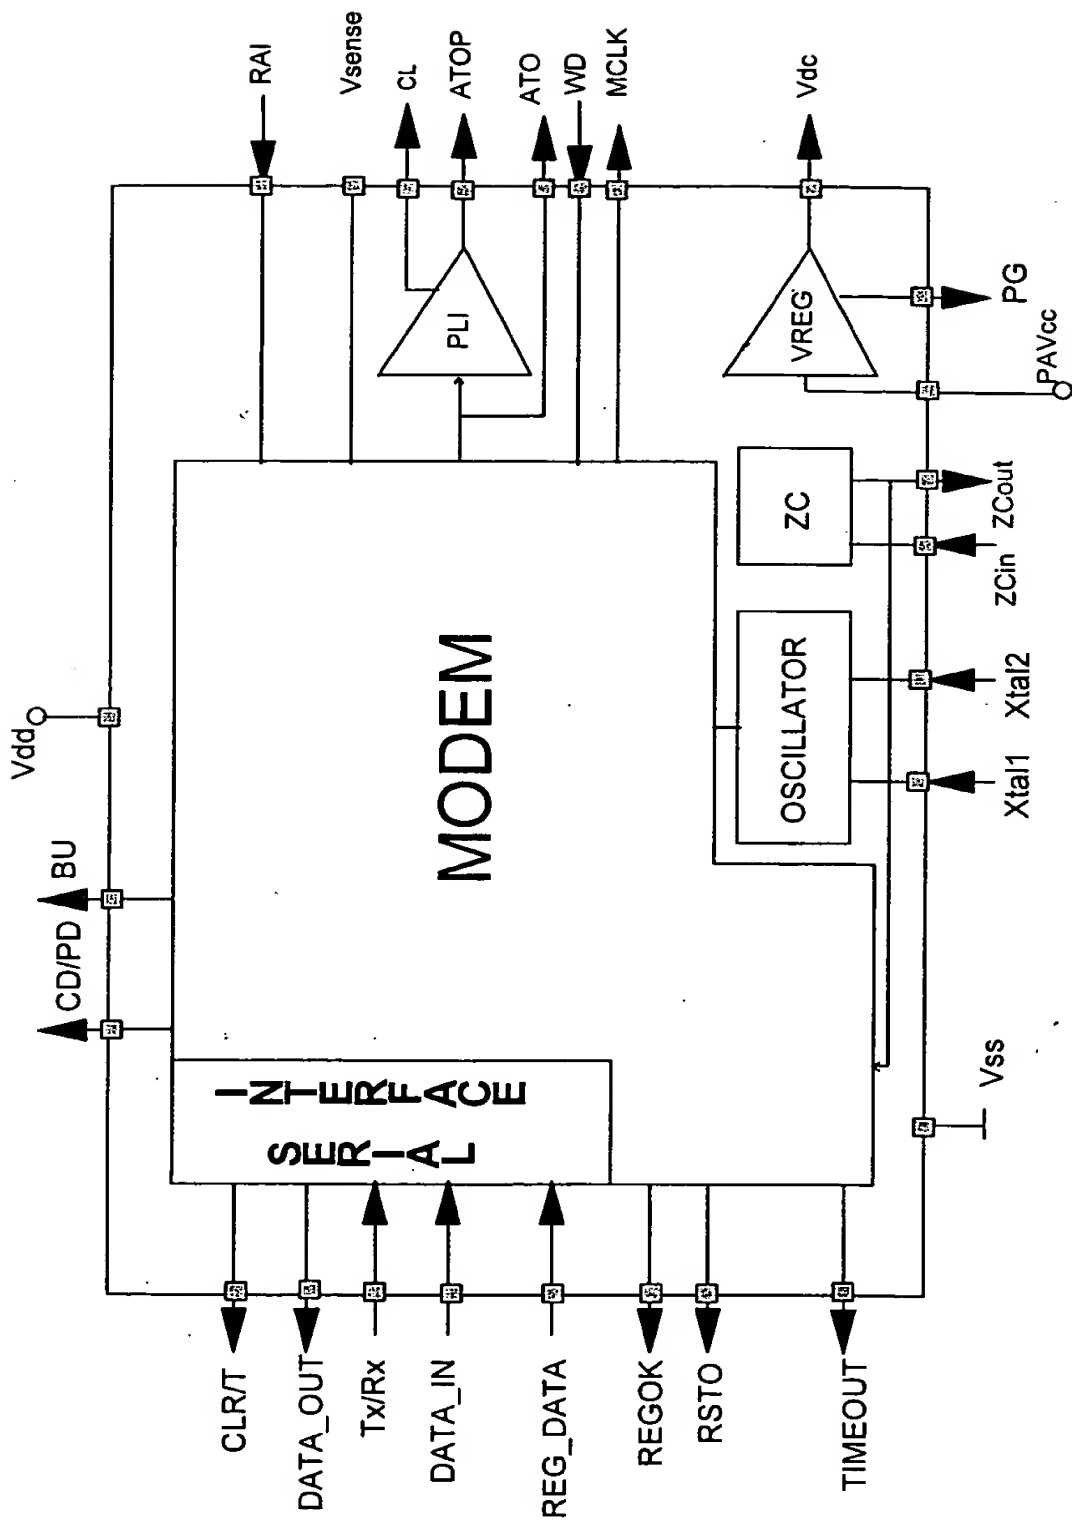 Vdd
BU
CD/PD
RAI
Vsense
CL
ATOP
ATO
WD
MCLK
Vdc
PLI
VREG
PG
PAVcc
MODEM
ZC
ZCout
ZCin
OSCILLATOR
Xtal2
Xtal1
Vss
SERIAL
INTERFACE
CLR/T
DATA_OUT
Tx/Rx
DATA_IN
REG_DATA
REGOK
RSTO
TIMEOUT